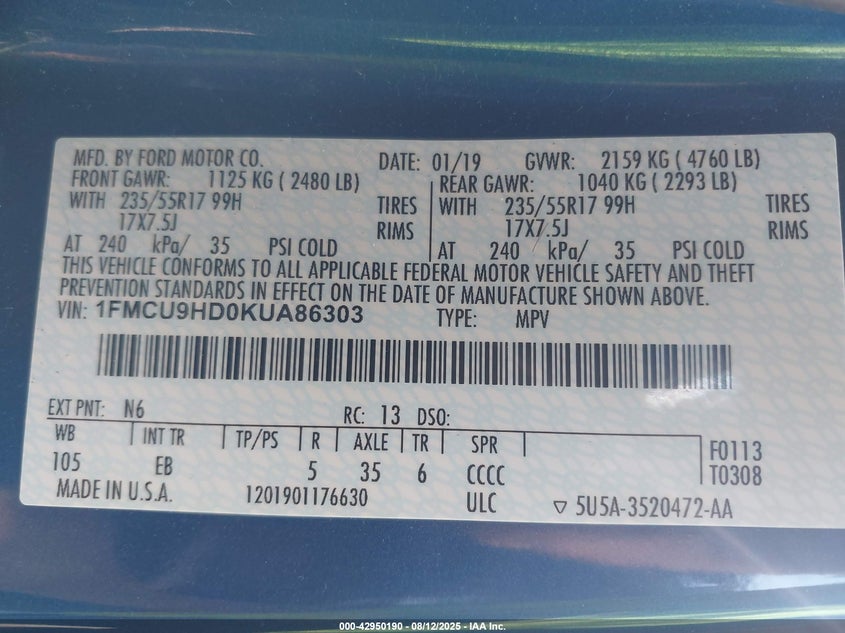 MFD. BY FORD MOTOR CO. DATE: 01/19 GVWR: 2159 KG ( 4760 LB)
FRONT GAWR: 1125 KG ( 2480 LB) REAR GAWR: 1040 KG ( 2293 LB)
WITH 235/55R17 99H TIRES WITH 235/55R17 99H TIRES
17X7.5J RIMS 17X7.5J RIMS
AT 240 kPa/ 35 PSI COLD AT 240 kPa/ 35 PSI COLD
THIS VEHICLE CONFORMS TO ALL APPLICABLE FEDERAL MOTOR VEHICLE SAFETY AND THEFT
PREVENTION STANDARDS IN EFFECT ON THE DATE OF MANUFACTURE SHOWN ABOVE.
VIN: 1FMCU9HD0KUA86303 TYPE: MPV
EXT PNT: N6 RC: 13 DSO:
WB INT TR TP/PS R AXLE TR SPR F0113
105 EB 5 35 6 CCCC T0308
MADE IN U.S.A. 1201901176630 ULC ▽ 5U5A-3520472-AA
000-42950190 - 08/12/2025 - IAA Inc.